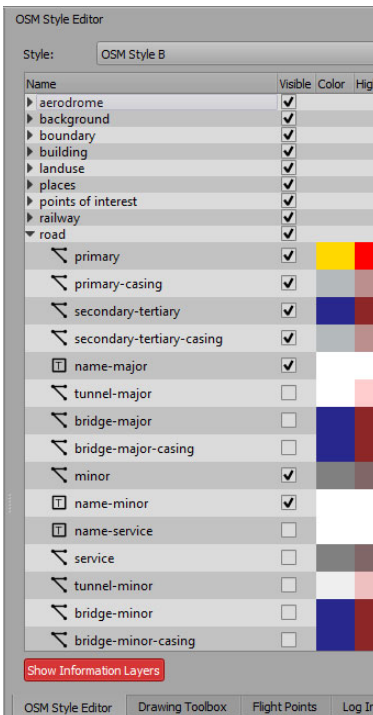 OSM Style Editor
Style: OSM Style B
Name Visible Color Hig
aerodrome
background
boundary
building
landuse
places
points of interest
railway
road
primary
primary-casing
secondary-tertiary
secondary-tertiary-casing
T name-major
tunnel-major
bridge-major
bridge-major-casing
minor
T name-minor
T name-service
service
tunnel-minor
bridge-minor
bridge-minor-casing
Show Information Layers
OSM Style Editor Drawing Toolbox Flight Points Log In